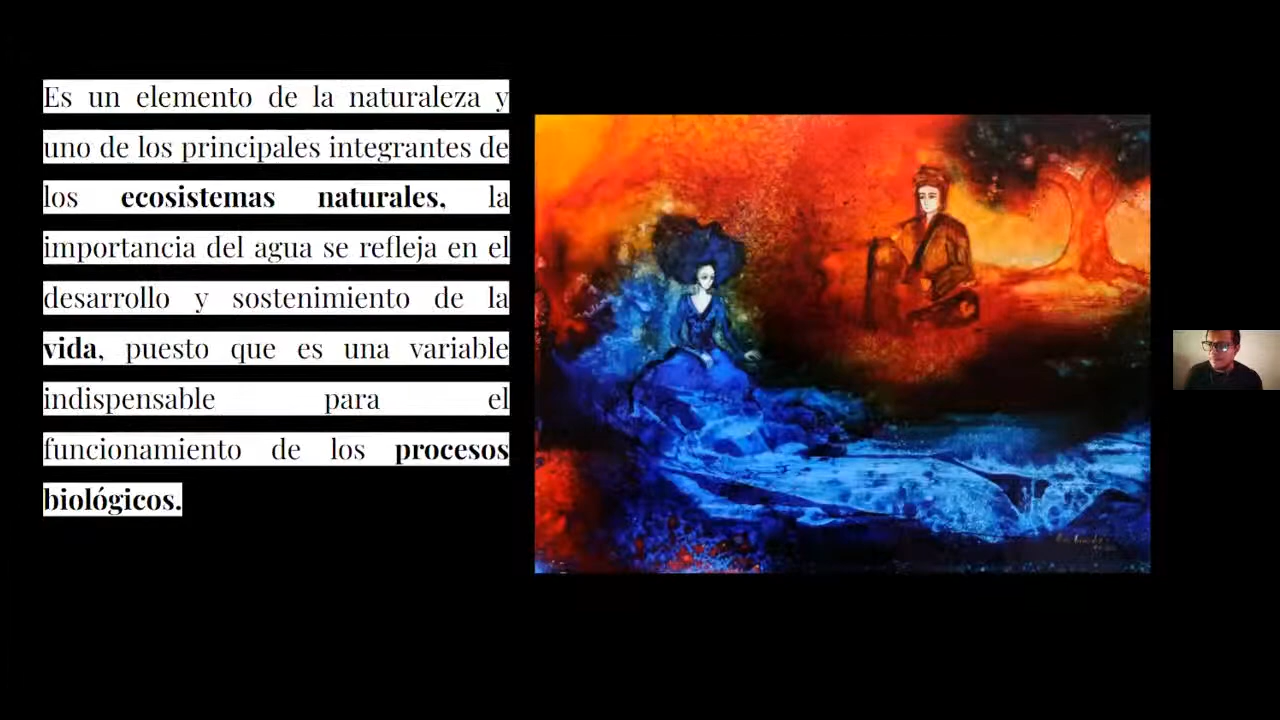 Es un elemento de la naturaleza y
uno de los principales integrantes de
los ecosistemas naturales, la
importancia del agua se refleja en el
desarrollo y sostenimiento de la
vida, puesto que es una variable
indispensable para el
funcionamiento de los procesos
biológicos.